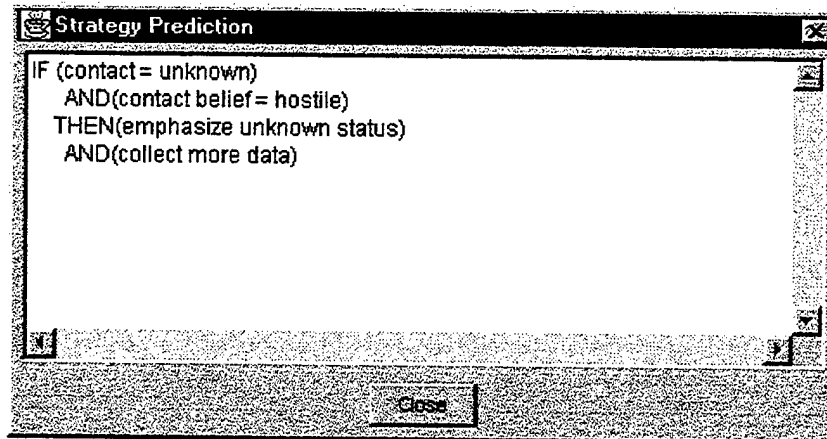 Strategy Prediction
IF (contact = unknown)
AND(contact belief = hostile)
THEN(emphasize unknown status)
AND(collect more data)
Close